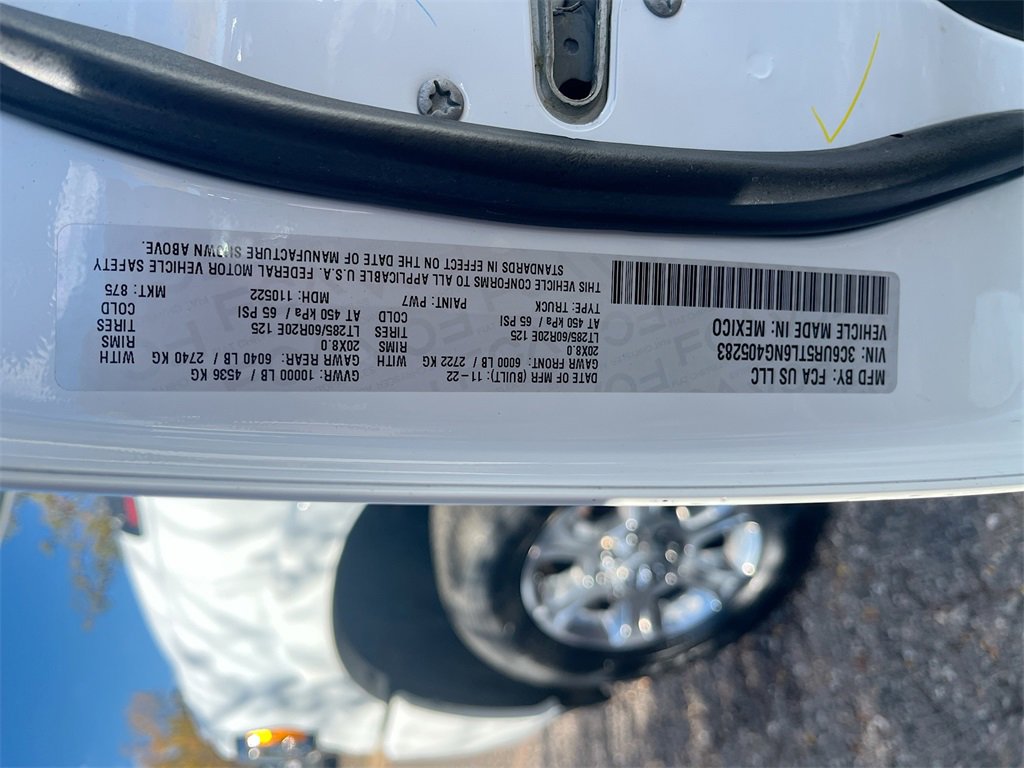 MFD BY: FCA US LLC
DATE OF MFR (BUILT): 11-22
GVWR: 10000 LB / 4536 KG
VIN: 3C6UR5TL6NG405283
GAWR FRONT: 6000 LB / 2722 KG WITH
GAWR REAR: 6040 LB / 2740 KG WITH
20X8.0 RIMS
20X8.0 RIMS
VEHICLE MADE IN: MEXICO
LT285/60R20E 125 TIRES
LT285/60R20E 125 TIRES
AT 450 kPa / 65 PSI COLD
AT 450 kPa / 65 PSI COLD
TYPE: TRUCK
PAINT: PW7
MDH: 110522
MKT: 875
THIS VEHICLE CONFORMS TO ALL APPLICABLE U.S.A. FEDERAL MOTOR VEHICLE SAFETY
STANDARDS IN EFFECT ON THE DATE OF MANUFACTURE SHOWN ABOVE.